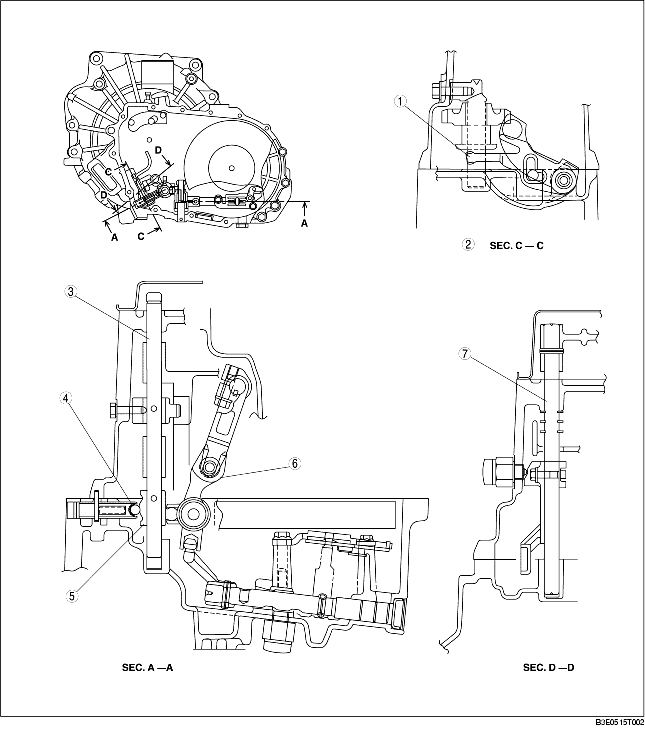 D
C
D
A
C
A
1
2 SEC. C — C
3
4
5
6
7
SEC. A —A
SEC. D —D
B3E0515T002